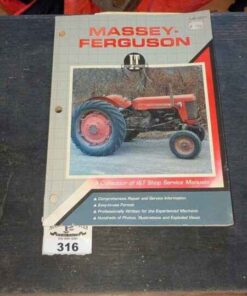 MASSEY-
FERGUSON
I&T
A Collection of I&T Shop Service Manuals
Comprehensive Repair and Service Information
Easy-to-use Format
Professionally Written for the Experienced Mechanic
Hundreds of Photos, Illustrations and Exploded Views
316